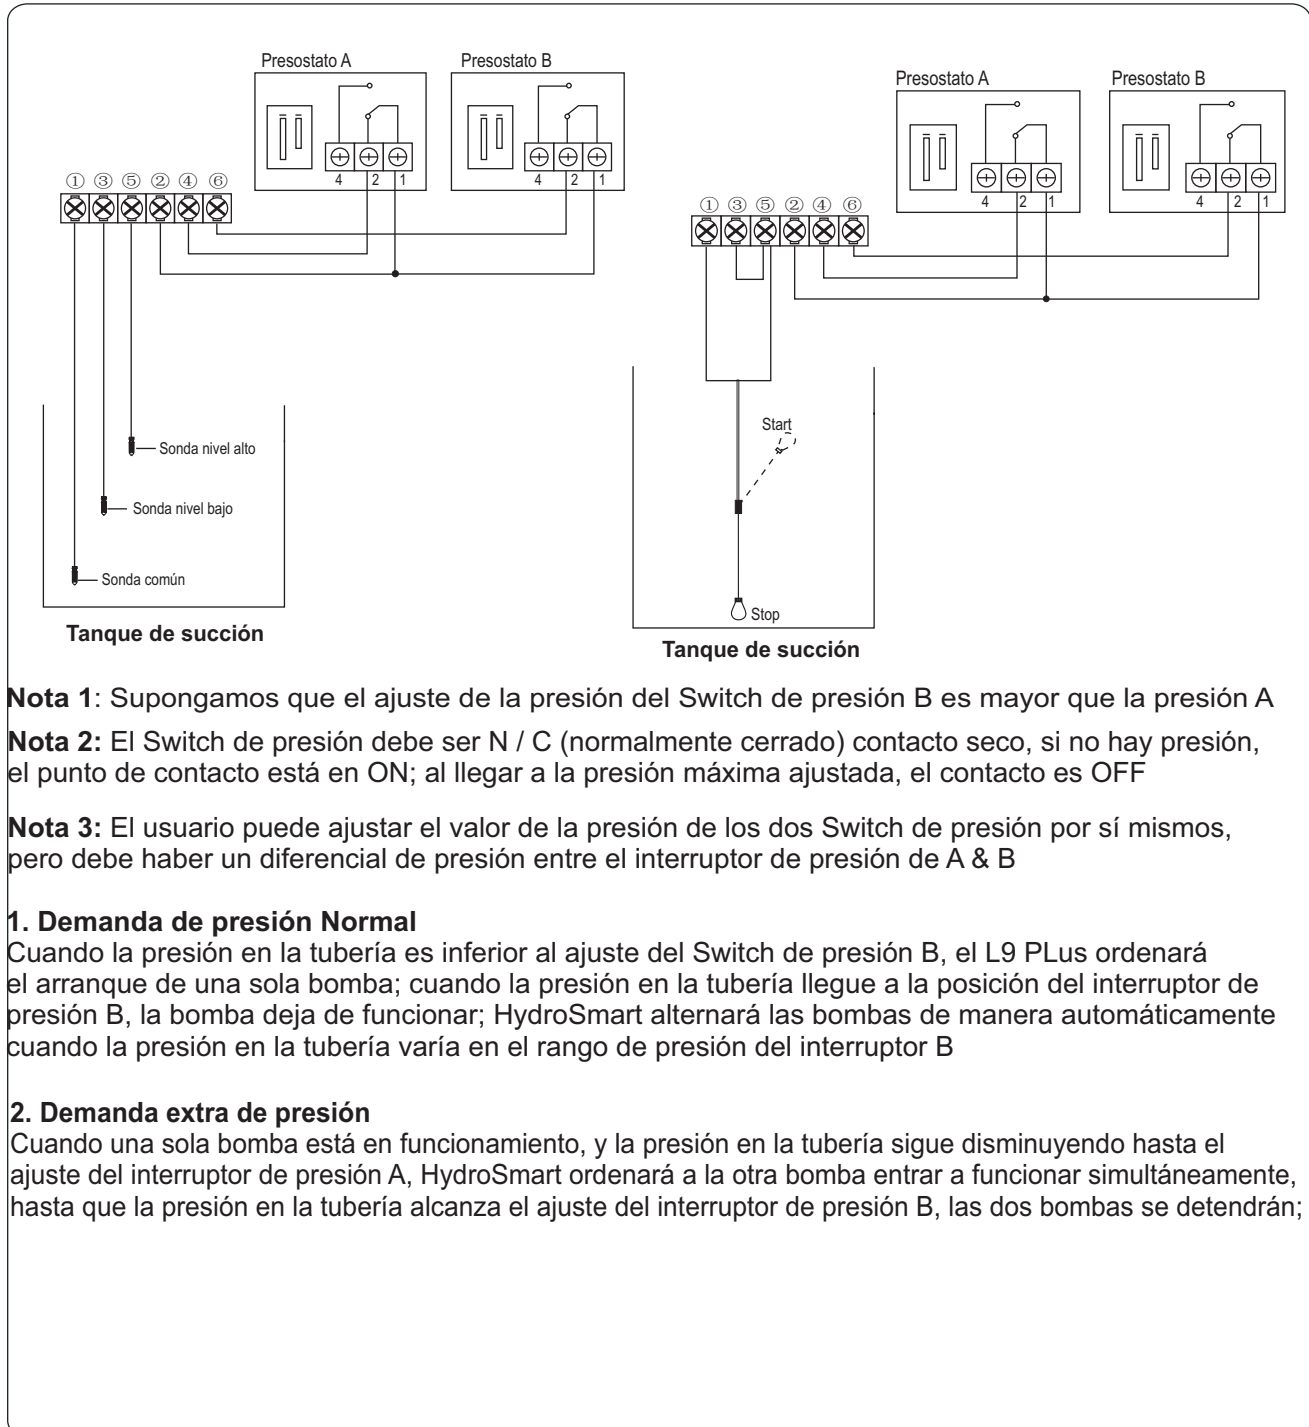 Presostato A
Presostato B
4 2 1
4 2 1
① ③ ⑤ ② ④ ⑥
Sonda nivel alto
Sonda nivel bajo
Sonda común
Tanque de succión
Presostato A
Presostato B
4 2 1
4 2 1
① ③ ⑤ ② ④ ⑥
Start
Stop
Tanque de succión
Nota 1: Supongamos que el ajuste de la presión del Switch de presión B es mayor que la presión A
Nota 2: El Switch de presión debe ser N / C (normalmente cerrado) contacto seco, si no hay presión,
el punto de contacto está en ON; al llegar a la presión máxima ajustada, el contacto es OFF
Nota 3: El usuario puede ajustar el valor de la presión de los dos Switch de presión por sí mismos,
pero debe haber un diferencial de presión entre el interruptor de presión de A & B
1. Demanda de presión Normal
Cuando la presión en la tubería es inferior al ajuste del Switch de presión B, el L9 PLus ordenará
el arranque de una sola bomba; cuando la presión en la tubería llegue a la posición del interruptor de
presión B, la bomba deja de funcionar; HydroSmart alternará las bombas de manera automáticamente
cuando la presión en la tubería varía en el rango de presión del interruptor B
2. Demanda extra de presión
Cuando una sola bomba está en funcionamiento, y la presión en la tubería sigue disminuyendo hasta el
ajuste del interruptor de presión A, HydroSmart ordenará a la otra bomba entrar a funcionar simultáneamente,
hasta que la presión en la tubería alcanza el ajuste del interruptor de presión B, las dos bombas se detendrán;